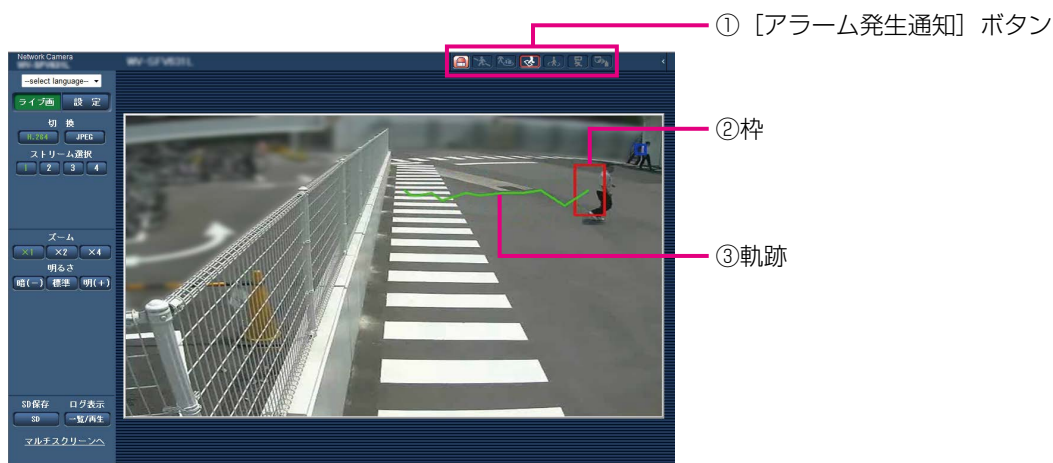 ① [アラーム発生通知] ボタン
Network Camera
--select language--
ライブ画 設 定
②枠
切 換
H.264 JPEG
ストリーム選択
1 2 3 4
ズーム
③軌跡
×1 ×2 ×4
明るさ
暗(-) 標準 明(+)
SD保存 ログ表示
SD 一覧/再生
マルチスクリーンへ